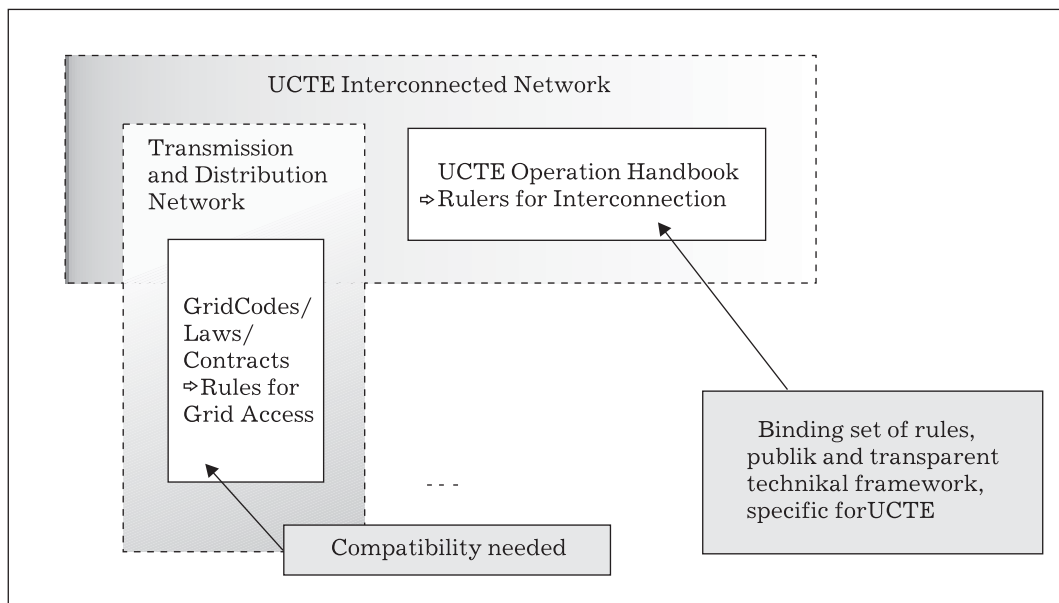 UCTE Interconnected Network
Transmission
and Distribution
Network
UCTE Operation Handbook
⇨Rulers for Interconnection
GridCodes/
Laws/
Contracts
⇨Rules for
Grid Access
Binding set of rules,
publik and transparent
technikal framework,
specific forUCTE
Compatibility needed